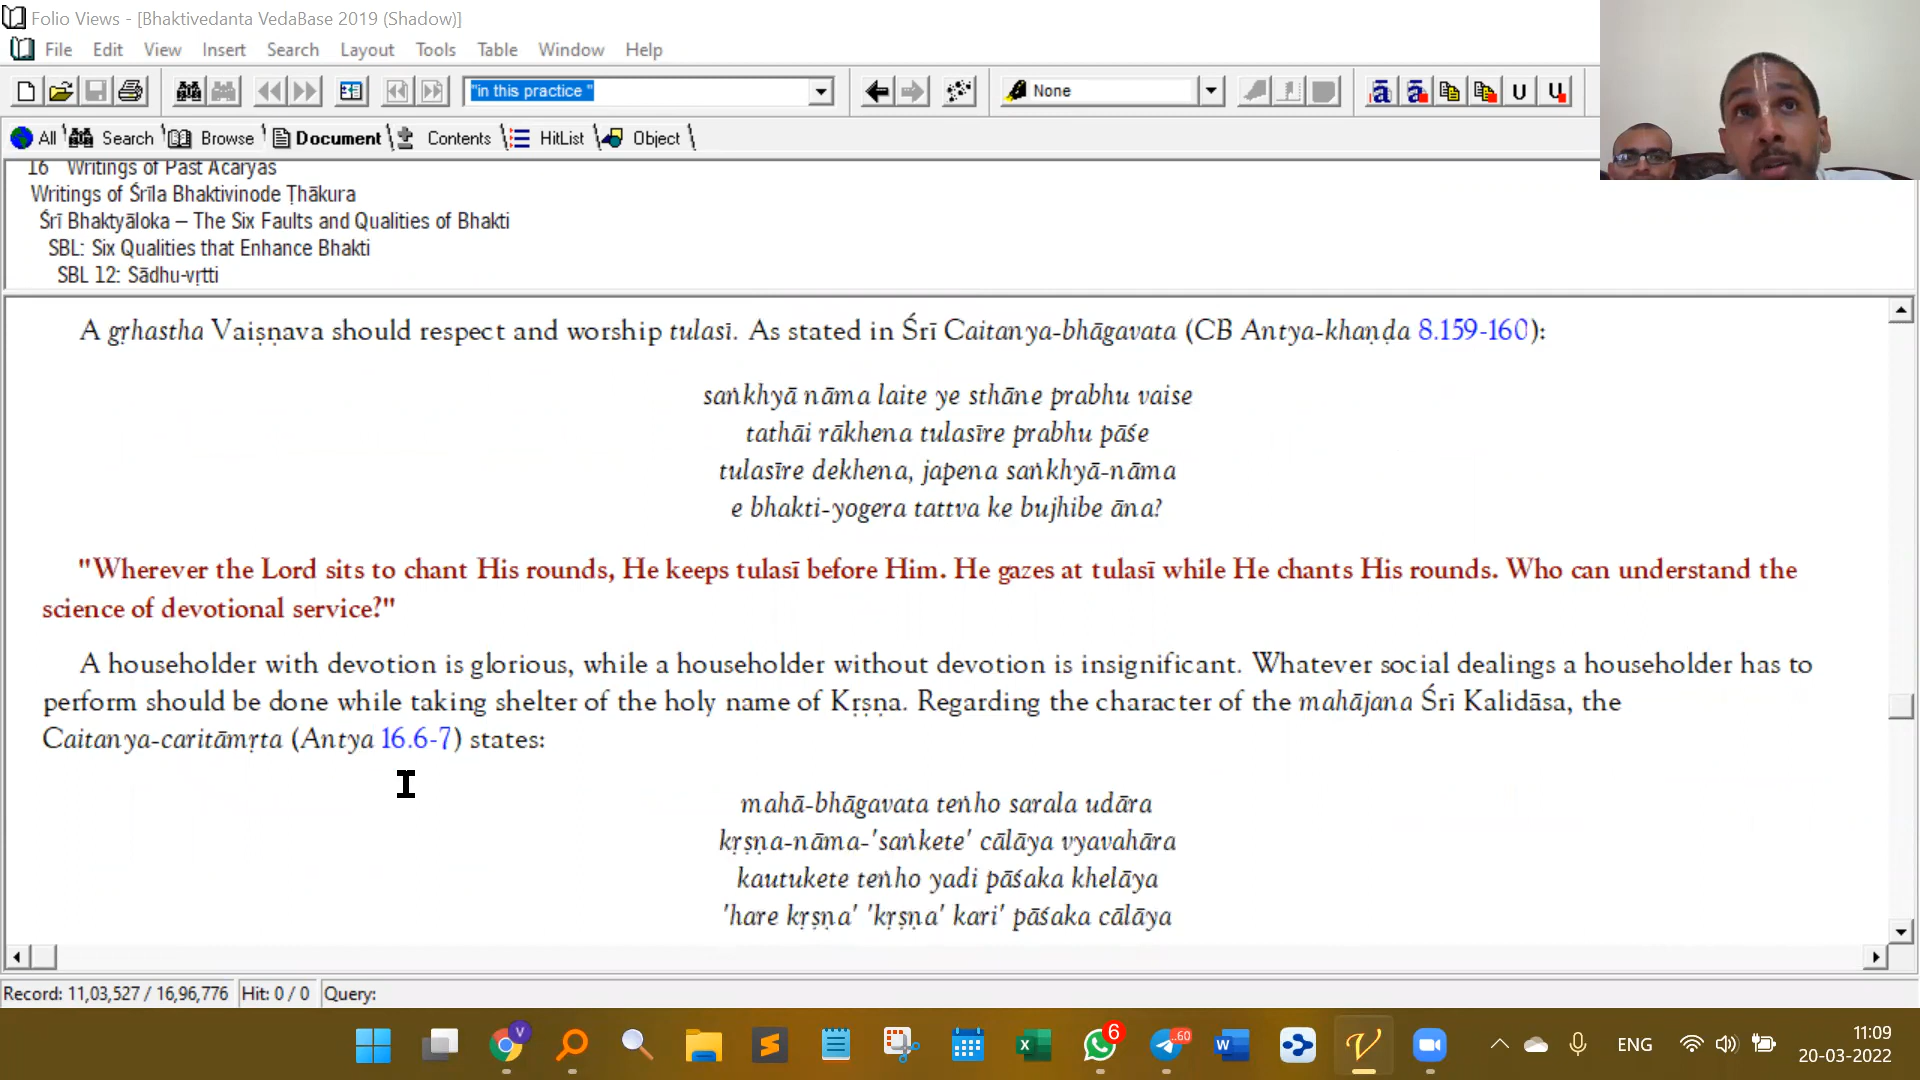 Folio Views - [Bhaktivedanta VedaBase 2019 (Shadow)]
File Edit View Insert Search Layout Tools Table Window Help
"in this practice "
None
All Search Browse Document Contents HitList Object
16 Writings of Past Acaryas
Writings of Śrīla Bhaktivinode Ṭhākura
Śrī Bhaktyāloka – The Six Faults and Qualities of Bhakti
SBL: Six Qualities that Enhance Bhakti
SBL 12: Sādhu-vṛtti
A gṛhastha Vaiṣṇava should respect and worship tulasī. As stated in Śrī Caitanya-bhāgavata (CB Antya-khaṇḍa 8.159-160):
saṅkhyā nāma laite ye sthāne prabhu vaise
tathāi rākhena tulasīre prabhu pāśe
tulasīre dekhena, japena saṅkhyā-nāma
e bhakti-yogera tattva ke bujhibe āna?
"Wherever the Lord sits to chant His rounds, He keeps tulasī before Him. He gazes at tulasī while He chants His rounds. Who can understand the
science of devotional service?"
A householder with devotion is glorious, while a householder without devotion is insignificant. Whatever social dealings a householder has to
perform should be done while taking shelter of the holy name of Kṛṣṇa. Regarding the character of the mahājana Śrī Kalidāsa, the
Caitanya-caritāmṛta (Antya 16.6-7) states:
mahā-bhāgavata teṅho sarala udāra
kṛṣṇa-nāma-'saṅkete' cālāya vyavahāra
kautukete teṅho yadi pāśaka khelāya
'hare kṛṣṇa' 'kṛṣṇa' kari' pāśaka cālāya
Record: 11,03,527 / 16,96,776 Hit: 0 / 0 Query:
V 6 60 ENG 11:09
20-03-2022